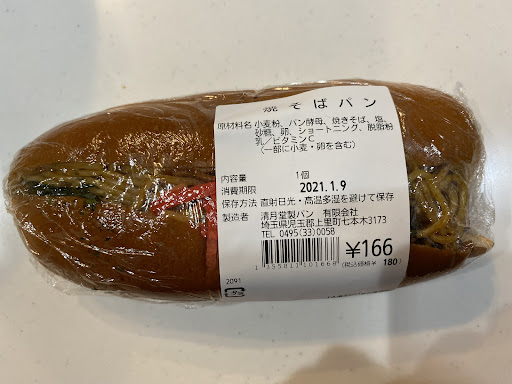 焼そばパン
原材料名 小麦粉、パン酵母、焼きそば、塩、
砂糖、卵、ショートニング、脱脂粉
乳／ビタミンC
（一部に小麦・卵を含む）
内容量 1個
消費期限 2021.1.9
保存方法 直射日光・高温多湿を避けて保存
製造者 清月堂製パン 有限会社
埼玉県児玉郡上里町七本木3173
TEL 0495(33)0058
¥166
(税込価格¥ 180)
2091
プラ